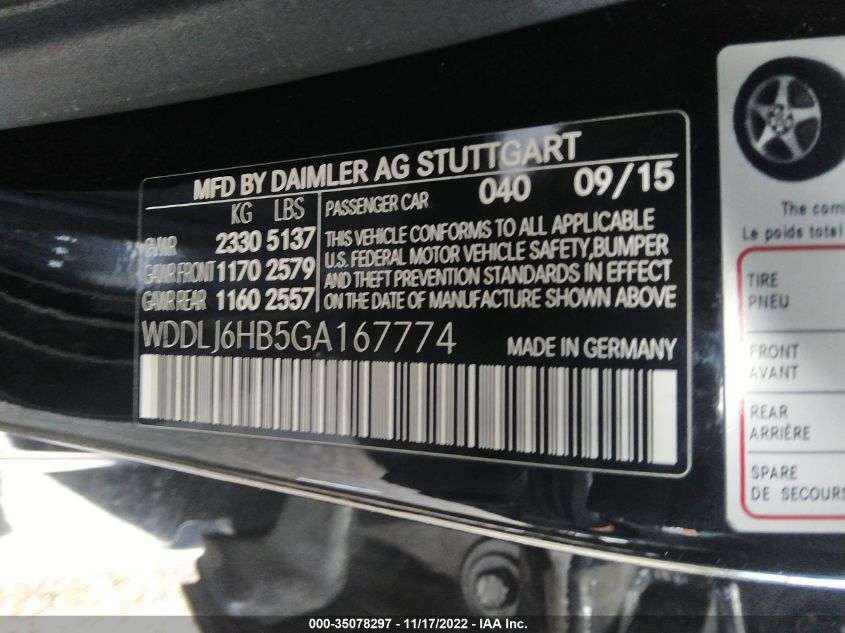 MFD BY DAIMLER AG STUTTGART
KG LBS
GVWR 2330 5137
GAWR FRONT 1170 2579
GAWR REAR 1160 2557
PASSENGER CAR 040 09/15
THIS VEHICLE CONFORMS TO ALL APPLICABLE
U.S. FEDERAL MOTOR VEHICLE SAFETY,BUMPER
AND THEFT PREVENTION STANDARDS IN EFFECT
ON THE DATE OF MANUFACTURE SHOWN ABOVE
WDDLJ6HB5GA167774
MADE IN GERMANY
The com
Le poids total
TIRE
PNEU
FRONT
AVANT
REAR
ARRIÈRE
SPARE
DE SECOURS
000-35078297 - 11/17/2022 - IAA Inc.